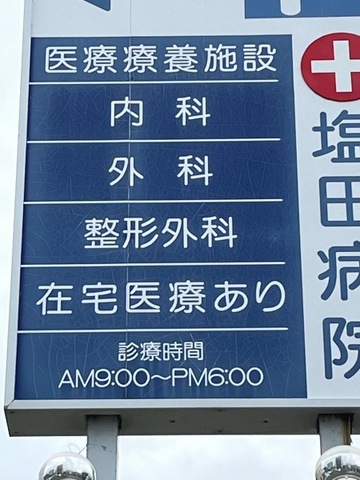 医療療養施設
内科
外科
整形外科
在宅医療あり
診療時間
AM9:00～PM6:00
塩田病院